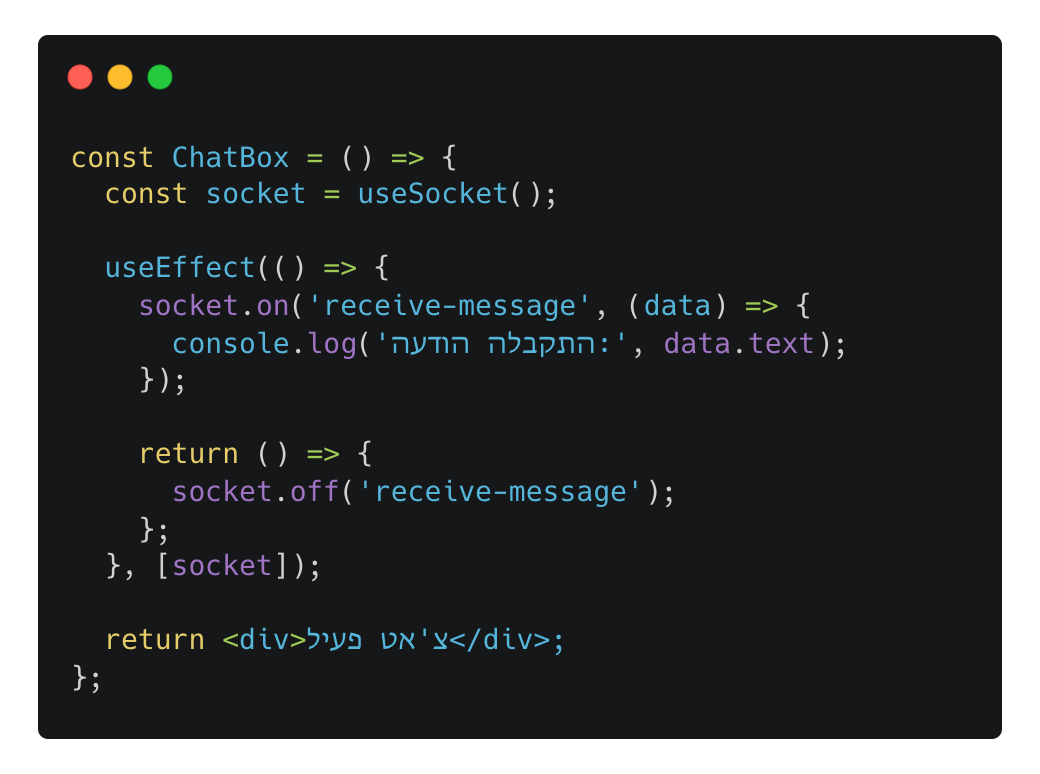 const ChatBox = () => {
  const socket = useSocket();

  useEffect(() => {
    socket.on('receive-message', (data) => {
      console.log('התקבלה הודעה:', data.text);
    });

    return () => {
      socket.off('receive-message');
    };
  }, [socket]);

  return <div>צ'אט פעיל</div>;
};